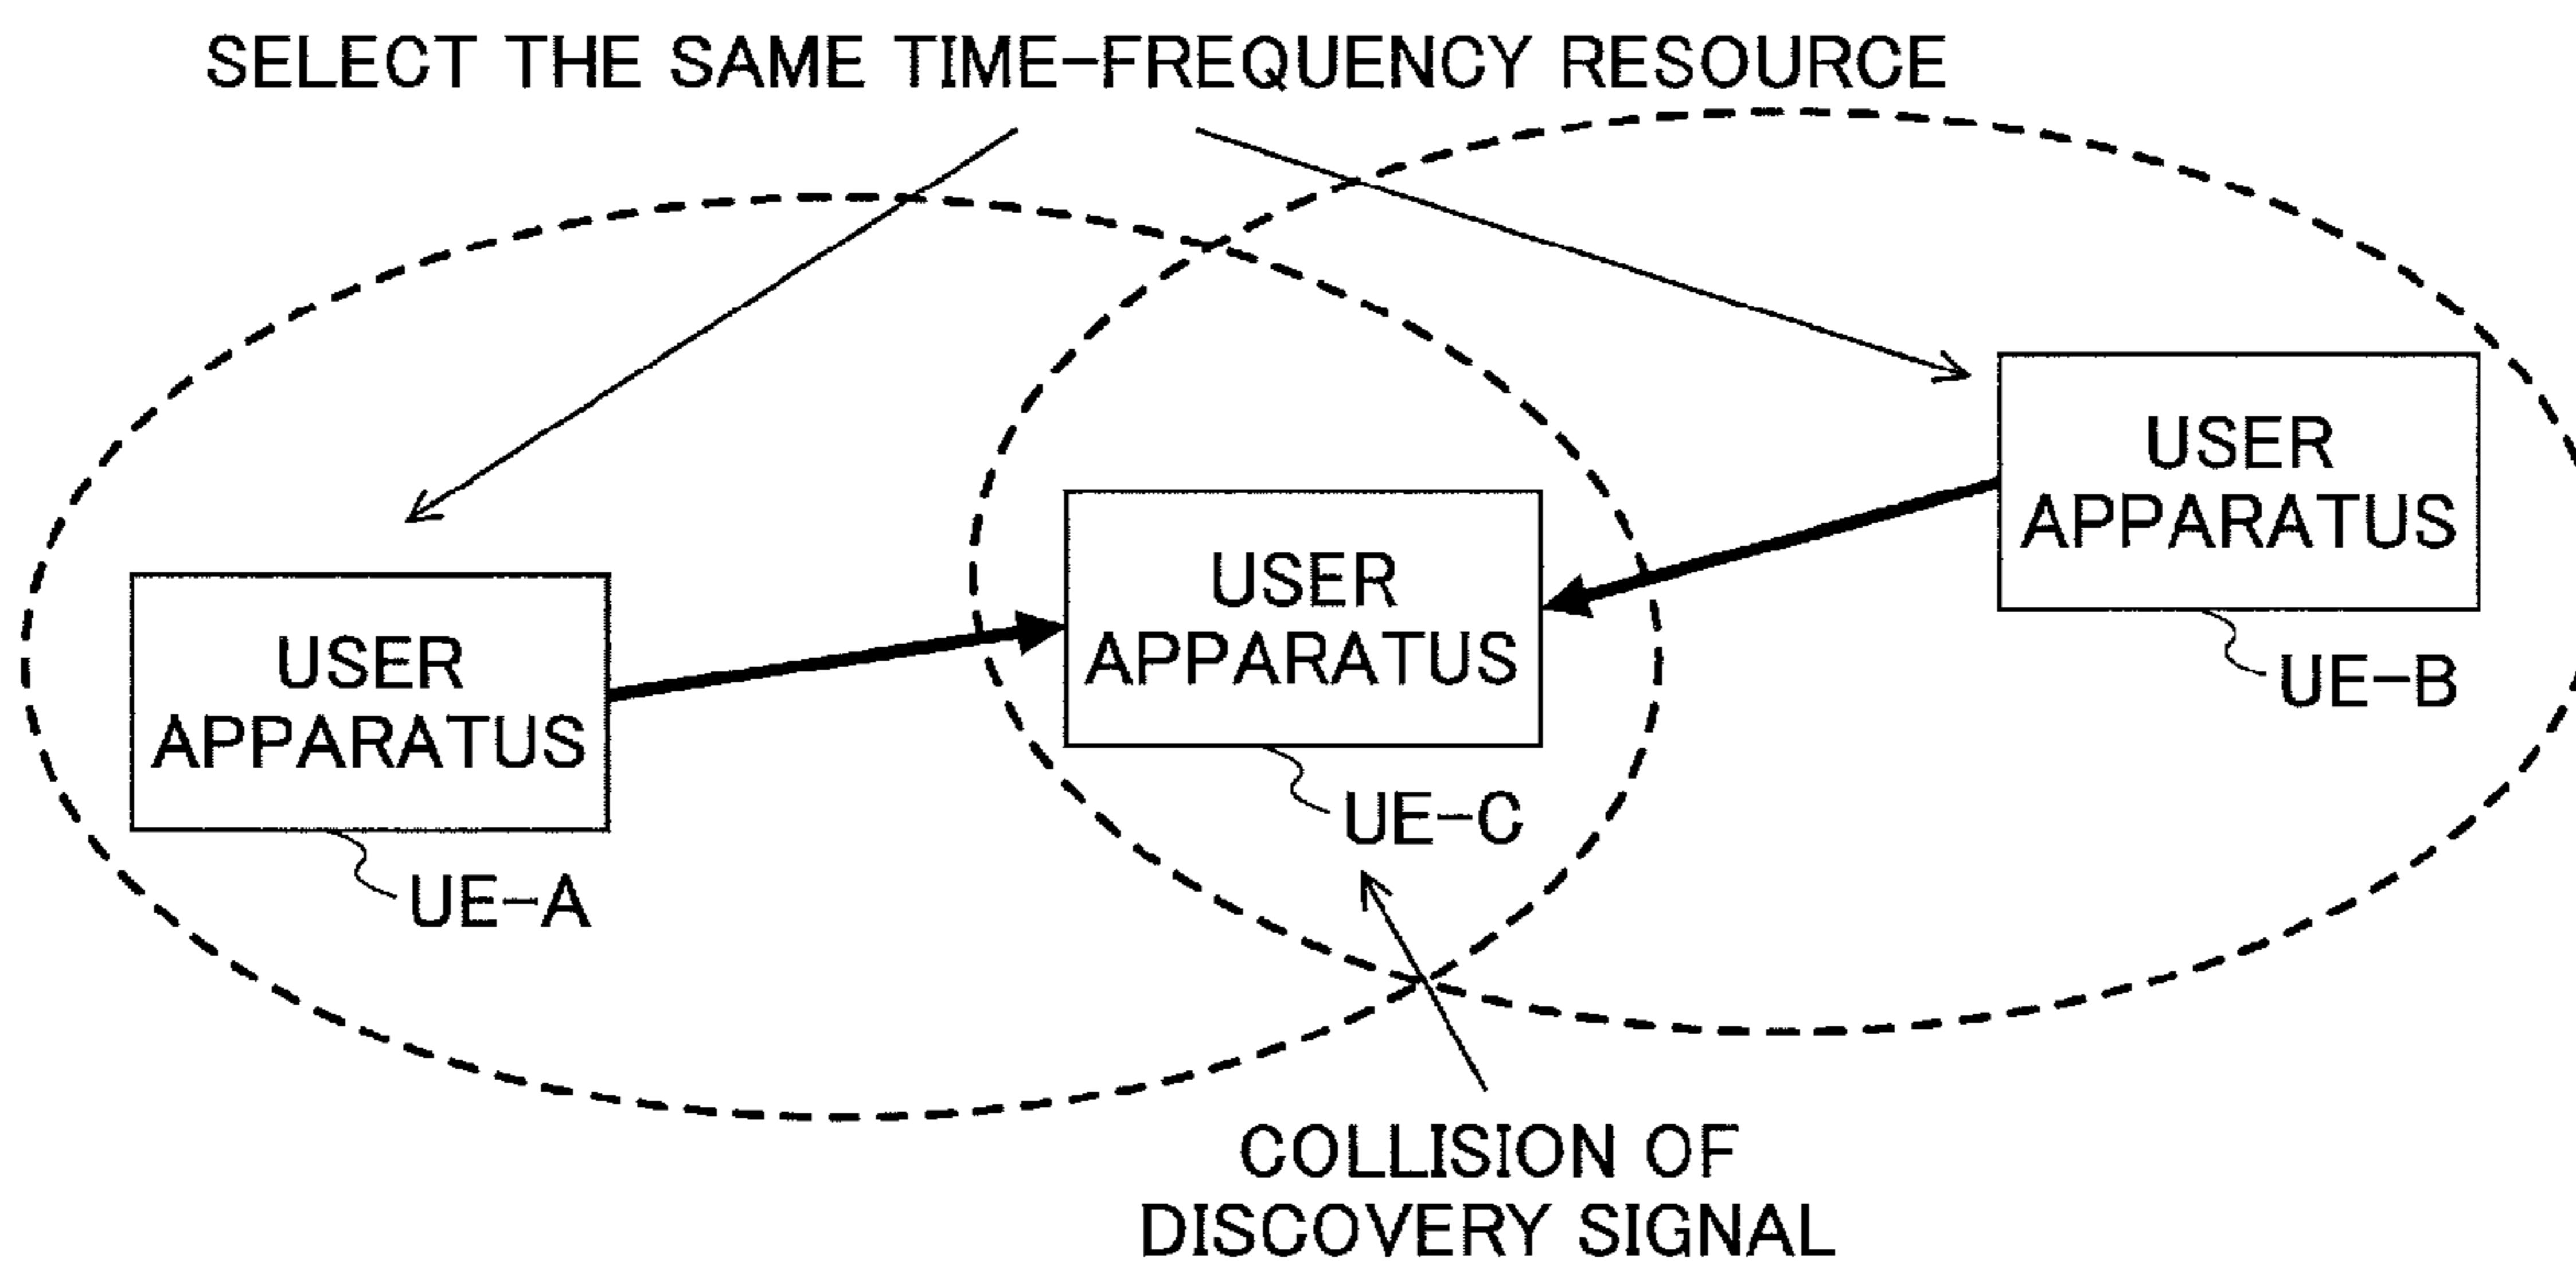 SELECT THE SAME TIME-FREQUENCY RESOURCE
USER
APPARATUS
UE-A
USER
APPARATUS
UE-C
USER
APPARATUS
UE-B
COLLISION OF
DISCOVERY SIGNAL